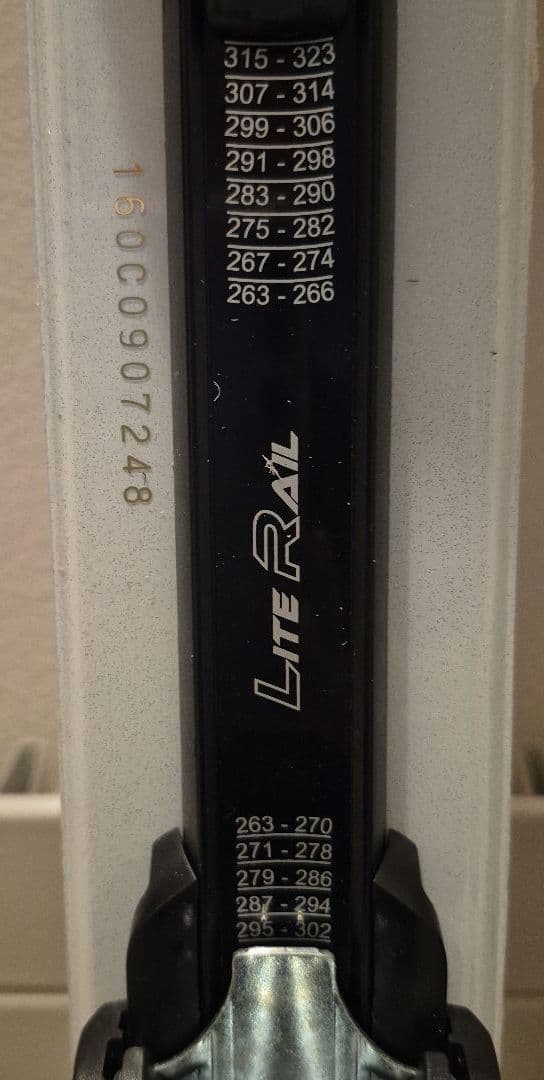 315 - 323
307 - 314
299 - 306
291 - 298
283 - 290
275 - 282
267 - 274
263 - 266
160C0907248
LITE RAIL
263 - 270
271 - 278
279 - 286
287 - 294
295 - 302